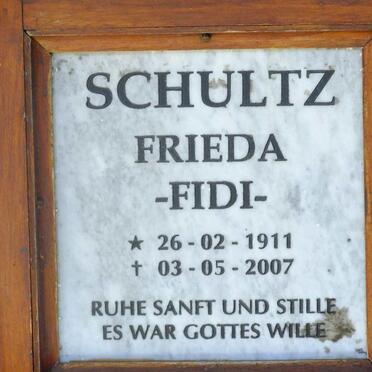 SCHULTZ
FRIEDA
-FIDI-
★ 26 - 02 - 1911
† 03 - 05 - 2007
RUHE SANFT UND STILLE
ES WAR GOTTES WILLE